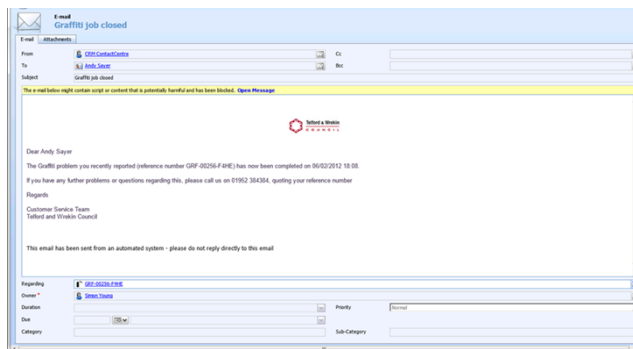 E-mail
Graffiti job closed
E-mail Attachments
From CRM ContactCentre Cc
To Andy Sayer Bcc
Subject Graffiti job closed
The e-mail below might contain script or content that is potentially harmful and has been blocked. Open Message
Telford & Wrekin
COUNCIL
Dear Andy Sayer
The Graffiti problem you recently reported (reference number GRF-00256-F4HE) has now been completed on 06/02/2012 18:08.
If you have any further problems or questions regarding this, please call us on 01952 384384, quoting your reference number
Regards
Customer Service Team
Telford and Wrekin Council
This email has been sent from an automated system - please do not reply directly to this email
Regarding GRF-00256-F4HE
Owner * Simon Young
Duration Priority Normal
Due
Category Sub-Category